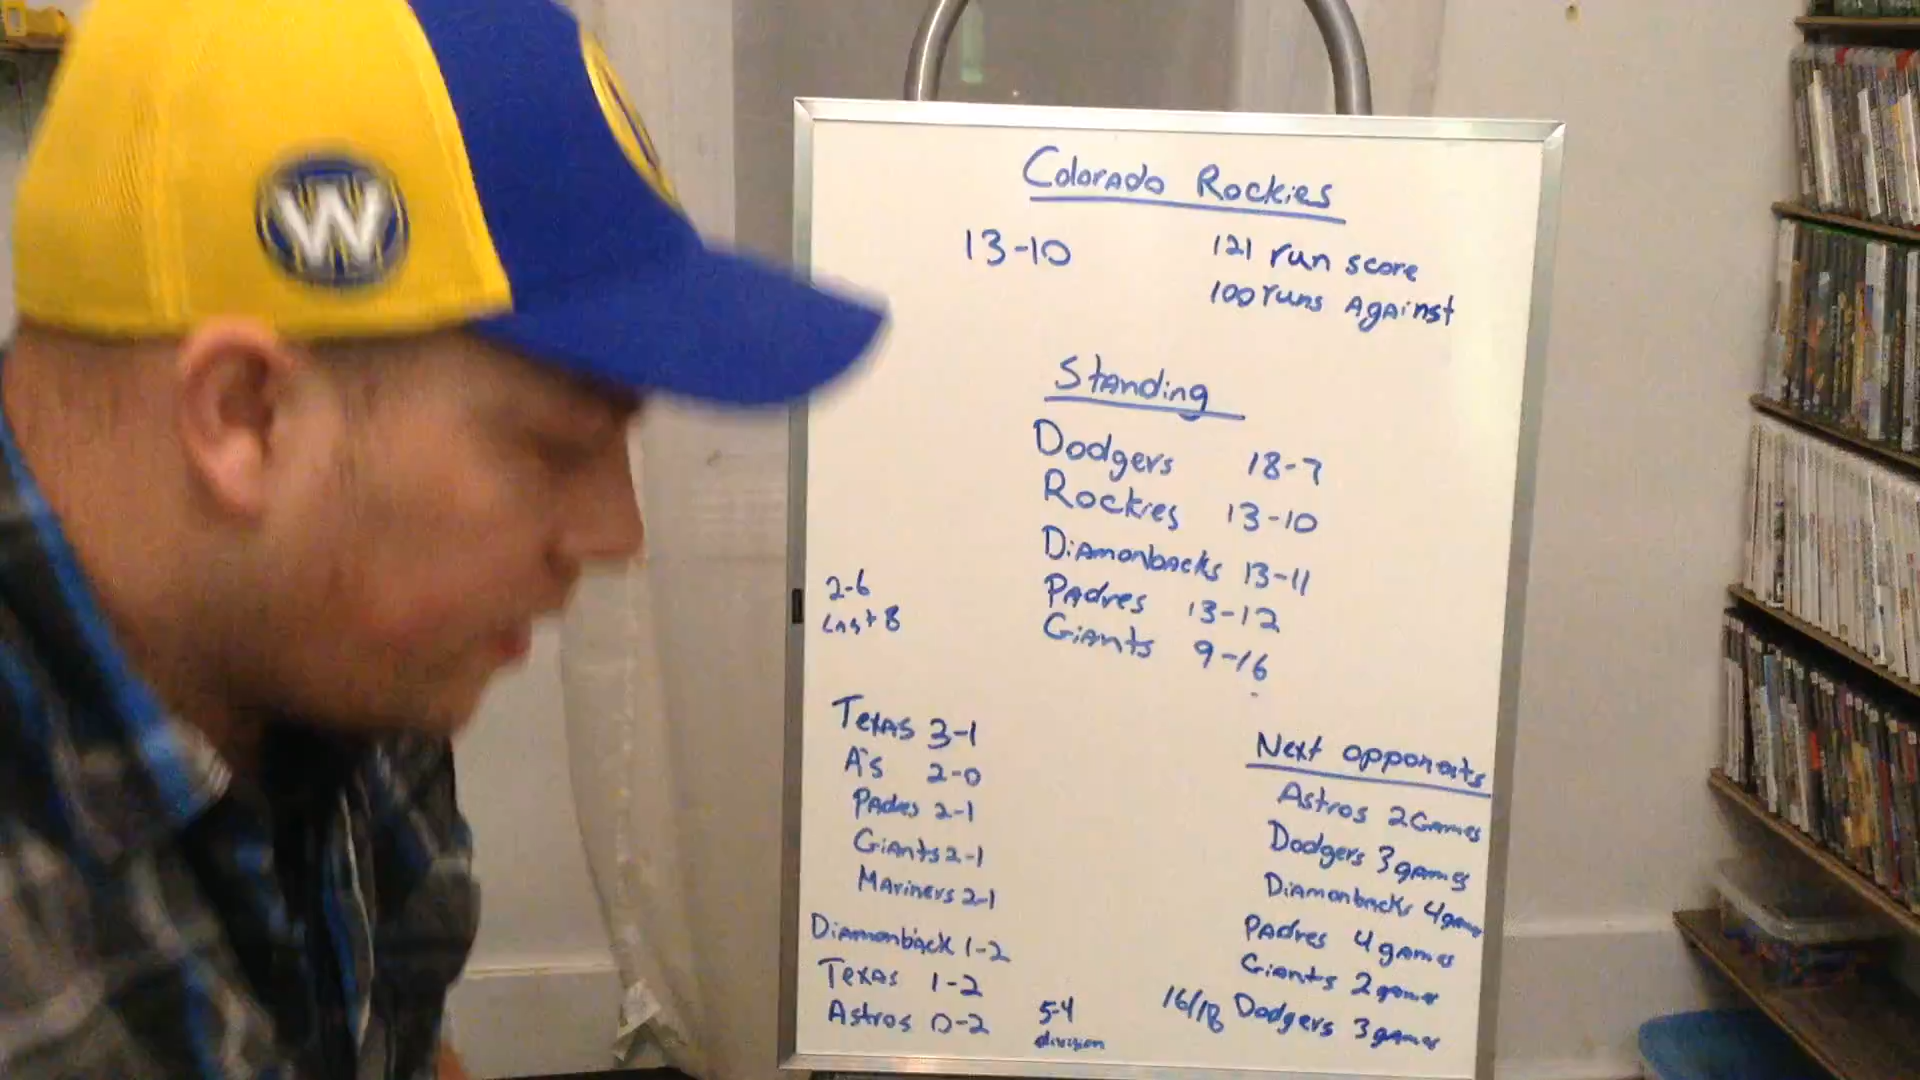 W
Colorado Rockies
13-10
121 run score
100 runs Against
Standing
Dodgers 18-7
Rockies 13-10
Diamonbacks 13-11
Padres 13-12
Giants 9-16
2-6
Last 8
Texas 3-1
A's 2-0
Padres 2-1
Giants 2-1
Mariners 2-1
Diamonback 1-2
Texas 1-2
Astros 0-2
5-4
division
Next opponents
Astros 2 Games
Dodgers 3 games
Diamonbacks 4 game
Padres 4 games
Giants 2 games
16/18 Dodgers 3 games